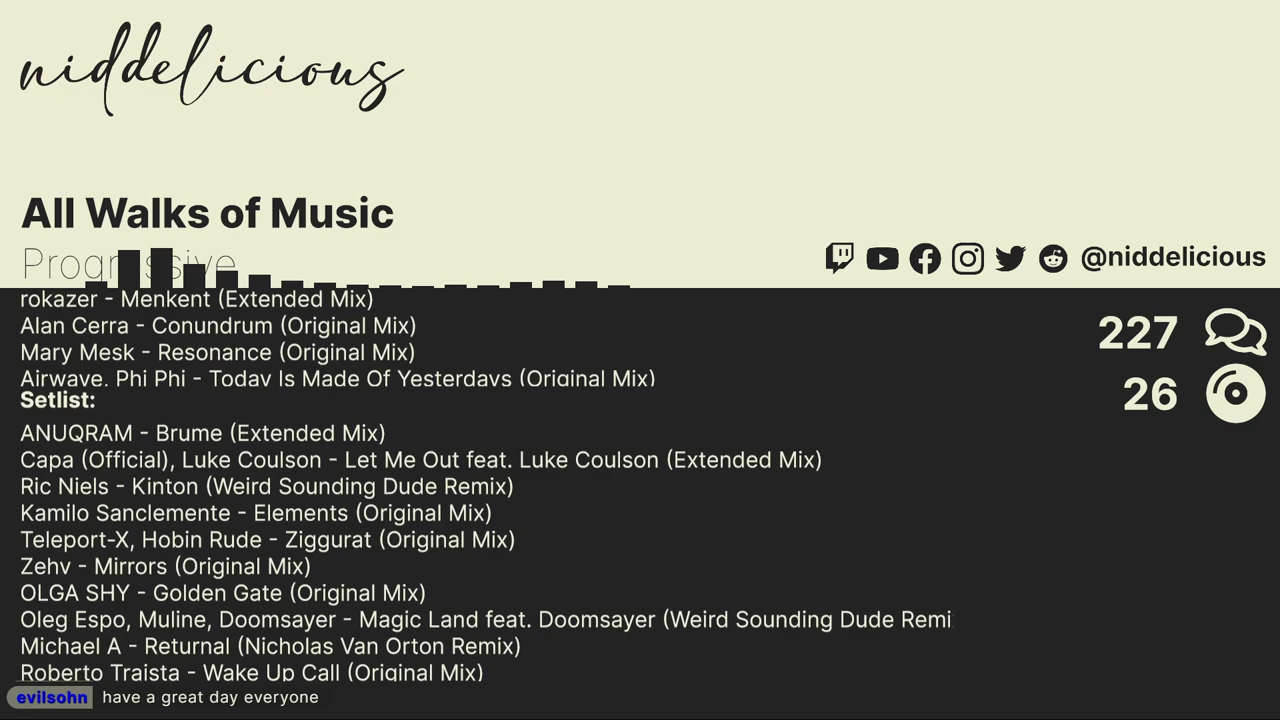 niddelicious
All Walks of Music
Progressive
@niddelicious
rokazer - Menkent (Extended Mix)
Alan Cerra - Conundrum (Original Mix)
Mary Mesk - Resonance (Original Mix)
Airwave, Phi Phi - Today Is Made Of Yesterdays (Original Mix)
227
26
Setlist:
ANUQRAM - Brume (Extended Mix)
Capa (Official), Luke Coulson - Let Me Out feat. Luke Coulson (Extended Mix)
Ric Niels - Kinton (Weird Sounding Dude Remix)
Kamilo Sanclemente - Elements (Original Mix)
Teleport-X, Hobin Rude - Ziggurat (Original Mix)
Zehv - Mirrors (Original Mix)
OLGA SHY - Golden Gate (Original Mix)
Oleg Espo, Muline, Doomsayer - Magic Land feat. Doomsayer (Weird Sounding Dude Remi
Michael A - Returnal (Nicholas Van Orton Remix)
Roberto Traista - Wake Up Call (Original Mix)
evilsohn have a great day everyone